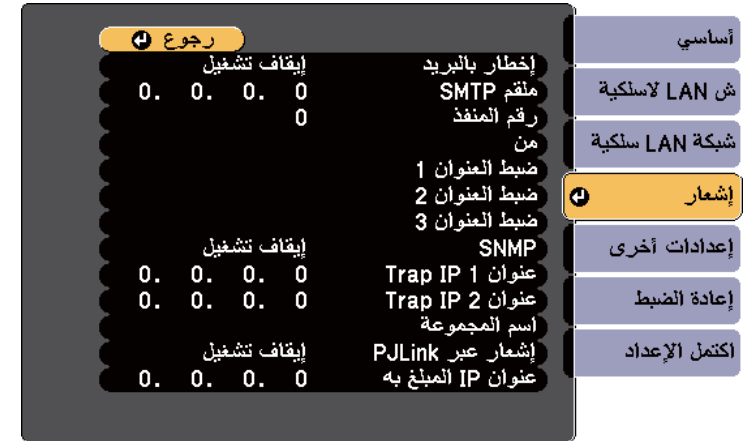 أساسي
ش LAN لاسلكية
شبكة LAN سلكية
إشعار
إعدادات أخرى
إعادة الضبط
اكتمل الإعداد
رجوع
إخطار بالبريد إيقاف تشغيل
ملقم SMTP 0. 0. 0. 0
رقم المنفذ 0
من
ضبط العنوان 1
ضبط العنوان 2
ضبط العنوان 3
SNMP إيقاف تشغيل
عنوان Trap IP 1 0. 0. 0. 0
عنوان Trap IP 2 0. 0. 0. 0
اسم المجموعة
إشعار عبر PJLink إيقاف تشغيل
عنوان IP المبلغ به 0. 0. 0. 0